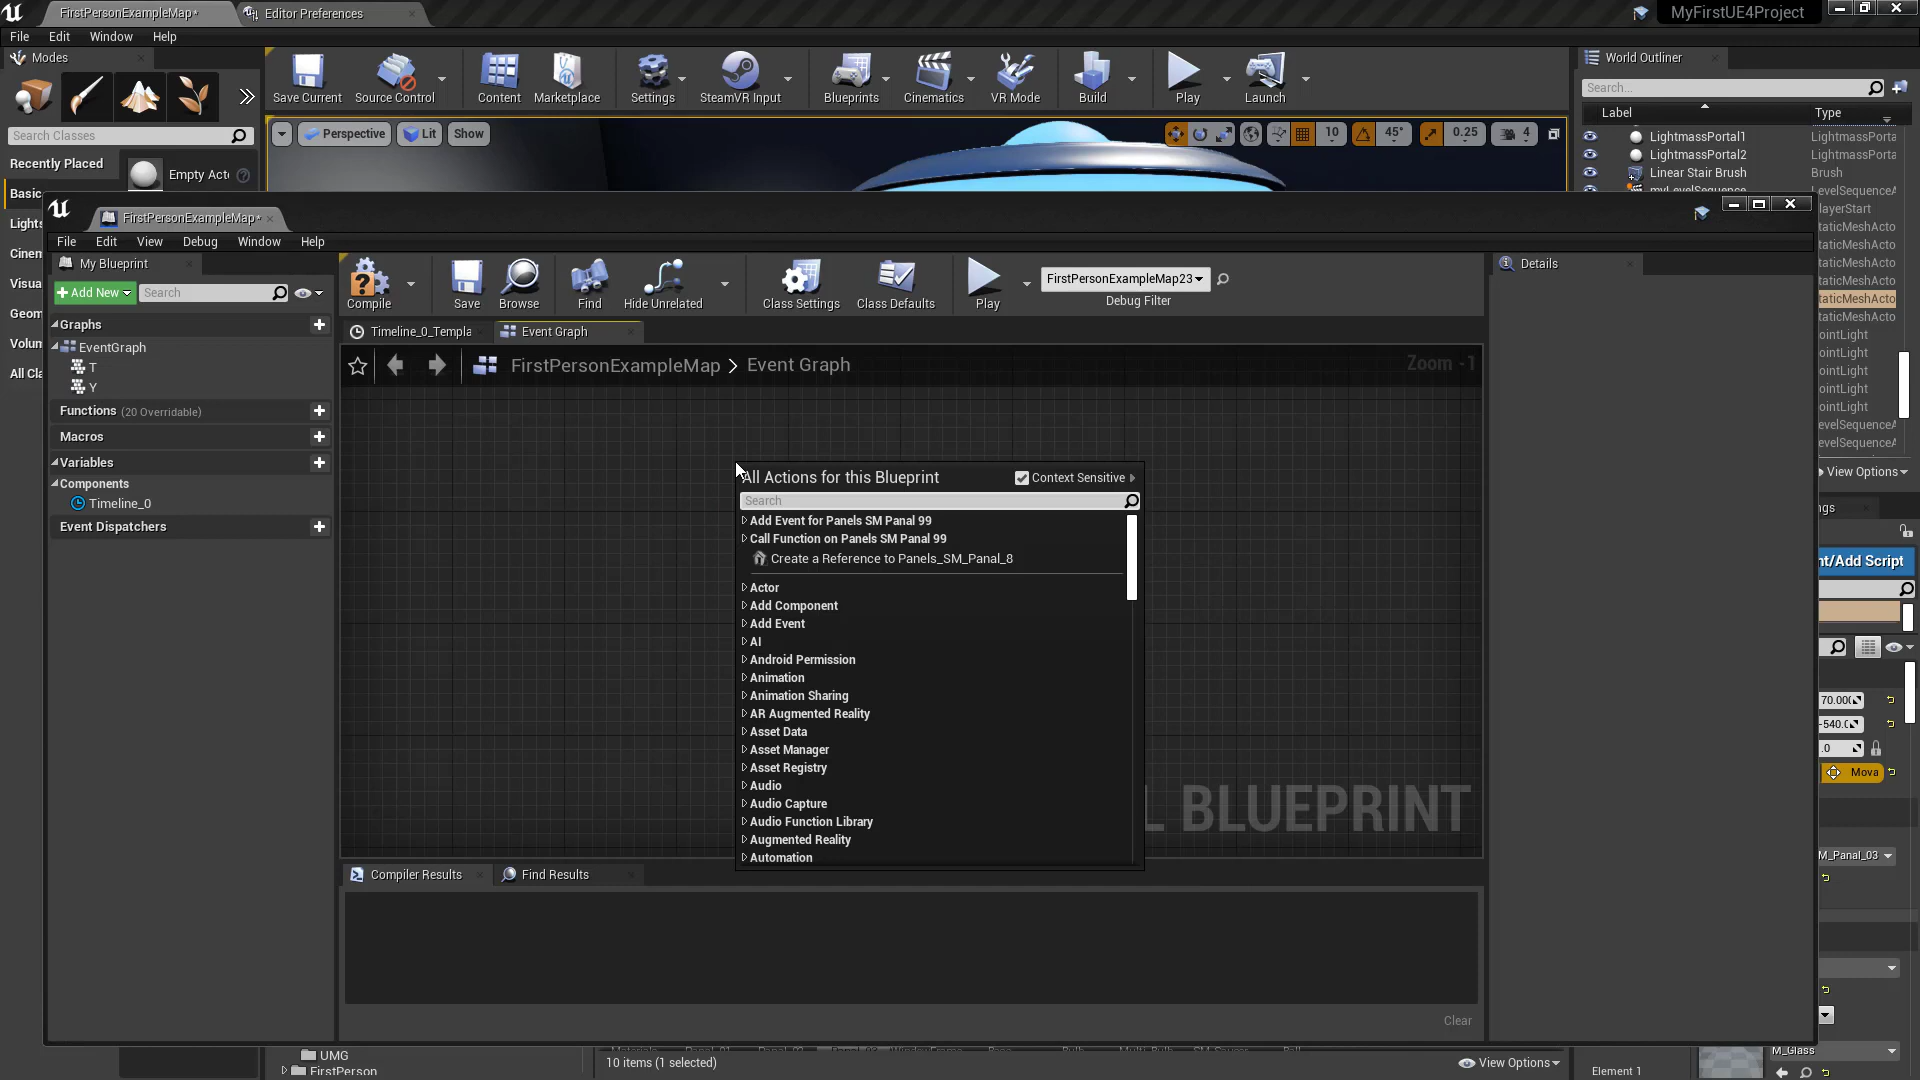 FirstPersonExampleMap*
Editor Preferences
MyFirstUE4Project
File Edit Window Help
Modes
World Outliner
Save Current
Source Control
Content
Marketplace
Settings
SteamVR Input
Blueprints
Cinematics
VR Mode
Build
Play
Launch
Search...
Label
Type
Search Classes
Perspective
Lit
Show
10
45°
0.25
4
LightmassPortal1 LightmassPorta
LightmassPortal2 LightmassPorta
Linear Stair Brush Brush
myLevelSequence LevelSequenceA
Recently Placed
Empty Acto
Basic
Lights
Cinem
Visua
Geom
Volum
All Cla
layerStart
taticMeshActo
taticMeshActo
taticMeshActo
taticMeshActo
taticMeshActo
taticMeshActo
ointLight
ointLight
ointLight
ointLight
ointLight
evelSequenceA
evelSequenceA
View Options
FirstPersonExampleMap*
File Edit View Debug Window Help
My Blueprint
Add New
Search
Compile
Save
Browse
Find
Hide Unrelated
Class Settings
Class Defaults
Play
FirstPersonExampleMap23
Debug Filter
Details
Graphs
EventGraph
T
Y
Functions (20 Overridable)
Macros
Variables
Components
Timeline_0
Event Dispatchers
Timeline_0_Templa
Event Graph
FirstPersonExampleMap > Event Graph
Zoom -1
All Actions for this Blueprint
Context Sensitive
Search
Add Event for Panels SM Panal 99
Call Function on Panels SM Panal 99
Create a Reference to Panels_SM_Panal_8
Actor
Add Component
Add Event
AI
Android Permission
Animation
Animation Sharing
AR Augmented Reality
Asset Data
Asset Manager
Asset Registry
Audio
Audio Capture
Audio Function Library
Augmented Reality
Automation
L BLUEPRINT
Compiler Results
Find Results
Clear
ngs
nt/Add Script
70.00(
-540.(
.0
Mova
M_Panal_03
M_Glass
Element 1
UMG
FirstPerson
10 items (1 selected)
View Options